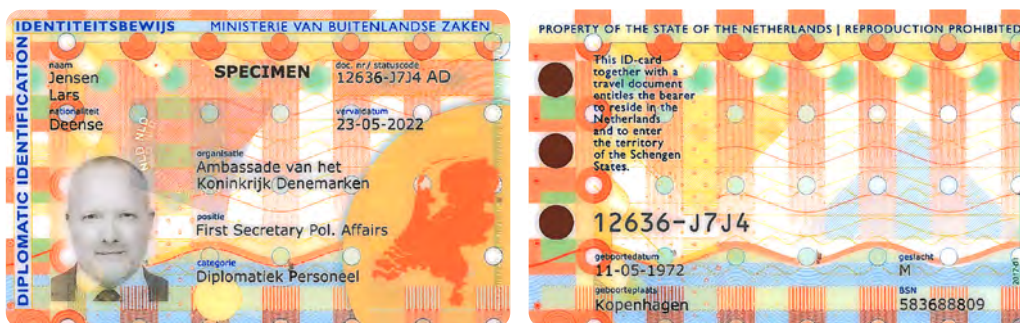 IDENTITEITSBEWIJS MINISTERIE VAN BUITENLANDSE ZAKEN
DIPLOMATIC IDENTIFICATION
naam
Jensen
Lars
SPECIMEN
doc. nr./ statuscode
12636-J7J4 AD
nationaliteit
Deense
vervaldatum
23-05-2022
organisatie
Ambassade van het
Koninkrijk Denemarken
positie
First Secretary Pol. Affairs
categorie
Diplomatiek Personeel
PROPERTY OF THE STATE OF THE NETHERLANDS | REPRODUCTION PROHIBITED
This ID-card
together with a
travel document
entitles the bearer
to reside in the
Netherlands
and to enter
the territory
of the Schengen
States.
12636-J7J4
geboortedatum
11-05-1972
geslacht
M
geboorteplaats
Kopenhagen
BSN
583688809